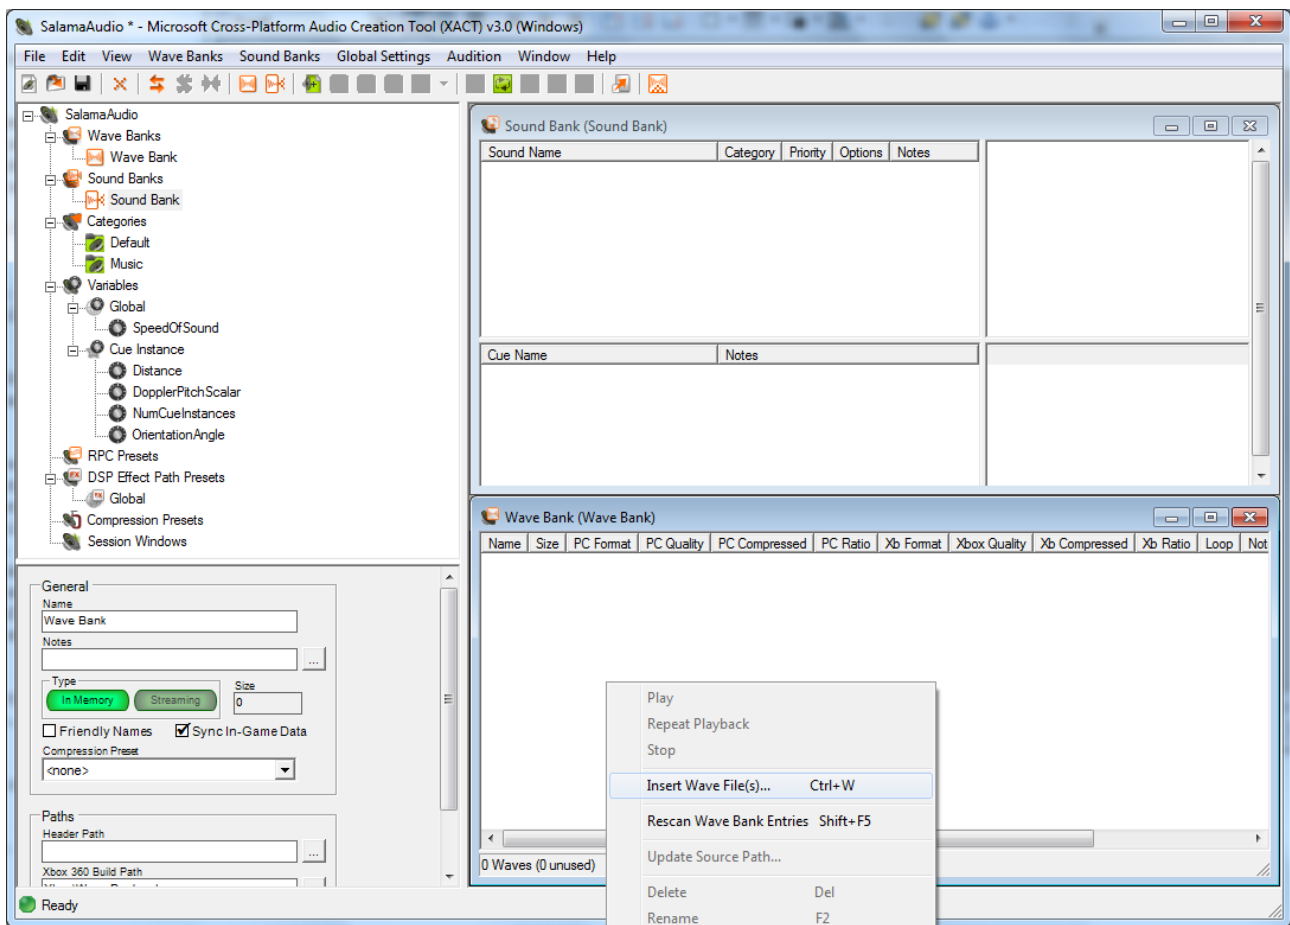 SalamaAudio * - Microsoft Cross-Platform Audio Creation Tool (XACT) v3.0 (Windows)
File Edit View Wave Banks Sound Banks Global Settings Audition Window Help
SalamaAudio
Wave Banks
Wave Bank
Sound Banks
Sound Bank
Categories
Default
Music
Variables
Global
SpeedOfSound
Cue Instance
Distance
DopplerPitchScalar
NumCueInstances
OrientationAngle
RPC Presets
DSP Effect Path Presets
Global
Compression Presets
Session Windows
General
Name
Wave Bank
Notes
...
Type
Size
In Memory Streaming 0
Friendly Names Sync In-Game Data
Compression Preset
<none>
Paths
Header Path
...
Xbox 360 Build Path
Ready
Sound Bank (Sound Bank)
Sound Name Category Priority Options Notes
Cue Name Notes
Wave Bank (Wave Bank)
Name Size PC Format PC Quality PC Compressed PC Ratio Xb Format Xbox Quality Xb Compressed Xb Ratio Loop Not
0 Waves (0 unused)
Play
Repeat Playback
Stop
Insert Wave File(s)... Ctrl+W
Rescan Wave Bank Entries Shift+F5
Update Source Path...
Delete Del
Rename F2